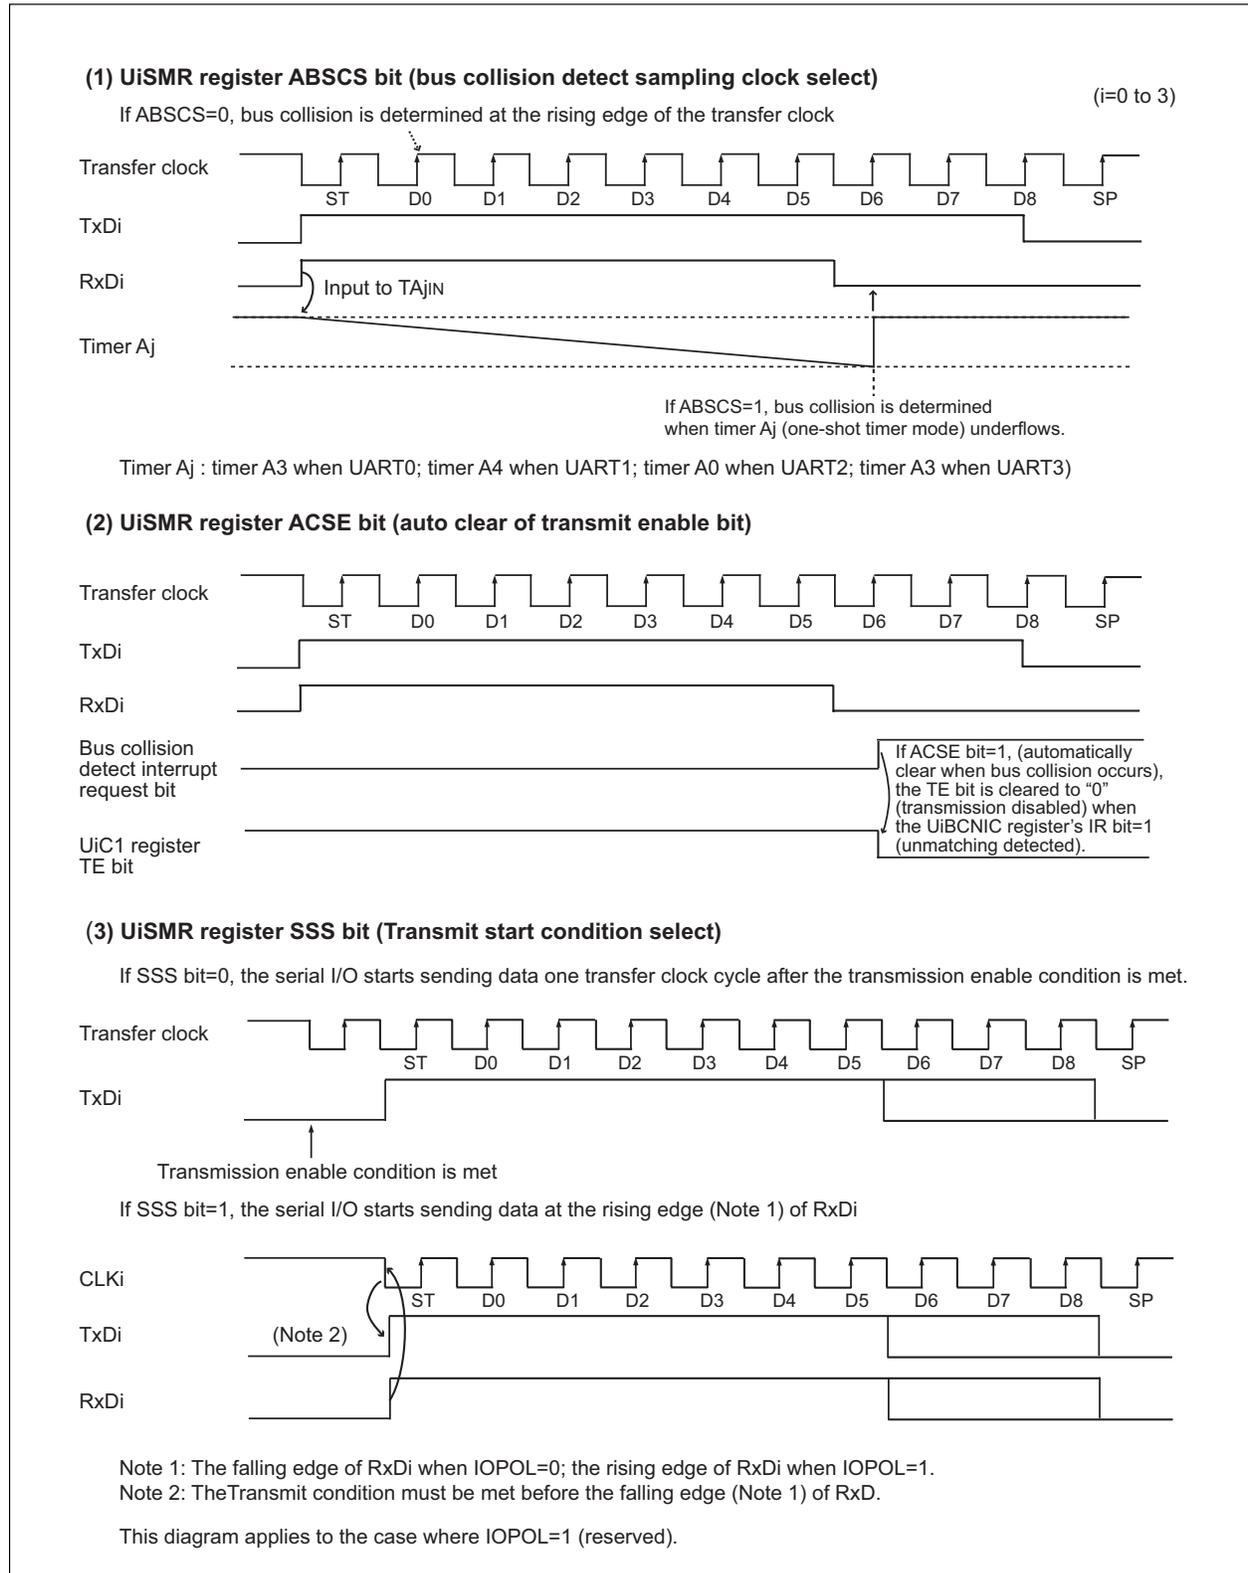 (1) UiSMR register ABSCS bit (bus collision detect sampling clock select)
(i=0 to 3)
If ABSCS=0, bus collision is determined at the rising edge of the transfer clock
Transfer clock
ST D0 D1 D2 D3 D4 D5 D6 D7 D8 SP
TxDi
RxDi
Input to TAjIN
Timer Aj
If ABSCS=1, bus collision is determined
when timer Aj (one-shot timer mode) underflows.
Timer Aj : timer A3 when UART0; timer A4 when UART1; timer A0 when UART2; timer A3 when UART3)
(2) UiSMR register ACSE bit (auto clear of transmit enable bit)
Transfer clock
ST D0 D1 D2 D3 D4 D5 D6 D7 D8 SP
TxDi
RxDi
Bus collision
detect interrupt
request bit
If ACSE bit=1, (automatically
clear when bus collision occurs),
the TE bit is cleared to “0”
(transmission disabled) when
the UiBCNIC register’s IR bit=1
(unmatching detected).
UiC1 register
TE bit
(3) UiSMR register SSS bit (Transmit start condition select)
If SSS bit=0, the serial I/O starts sending data one transfer clock cycle after the transmission enable condition is met.
Transfer clock
ST D0 D1 D2 D3 D4 D5 D6 D7 D8 SP
TxDi
Transmission enable condition is met
If SSS bit=1, the serial I/O starts sending data at the rising edge (Note 1) of RxDi
CLKi
ST D0 D1 D2 D3 D4 D5 D6 D7 D8 SP
TxDi
(Note 2)
RxDi
Note 1: The falling edge of RxDi when IOPOL=0; the rising edge of RxDi when IOPOL=1.
Note 2: TheTransmit condition must be met before the falling edge (Note 1) of RxD.
This diagram applies to the case where IOPOL=1 (reserved).